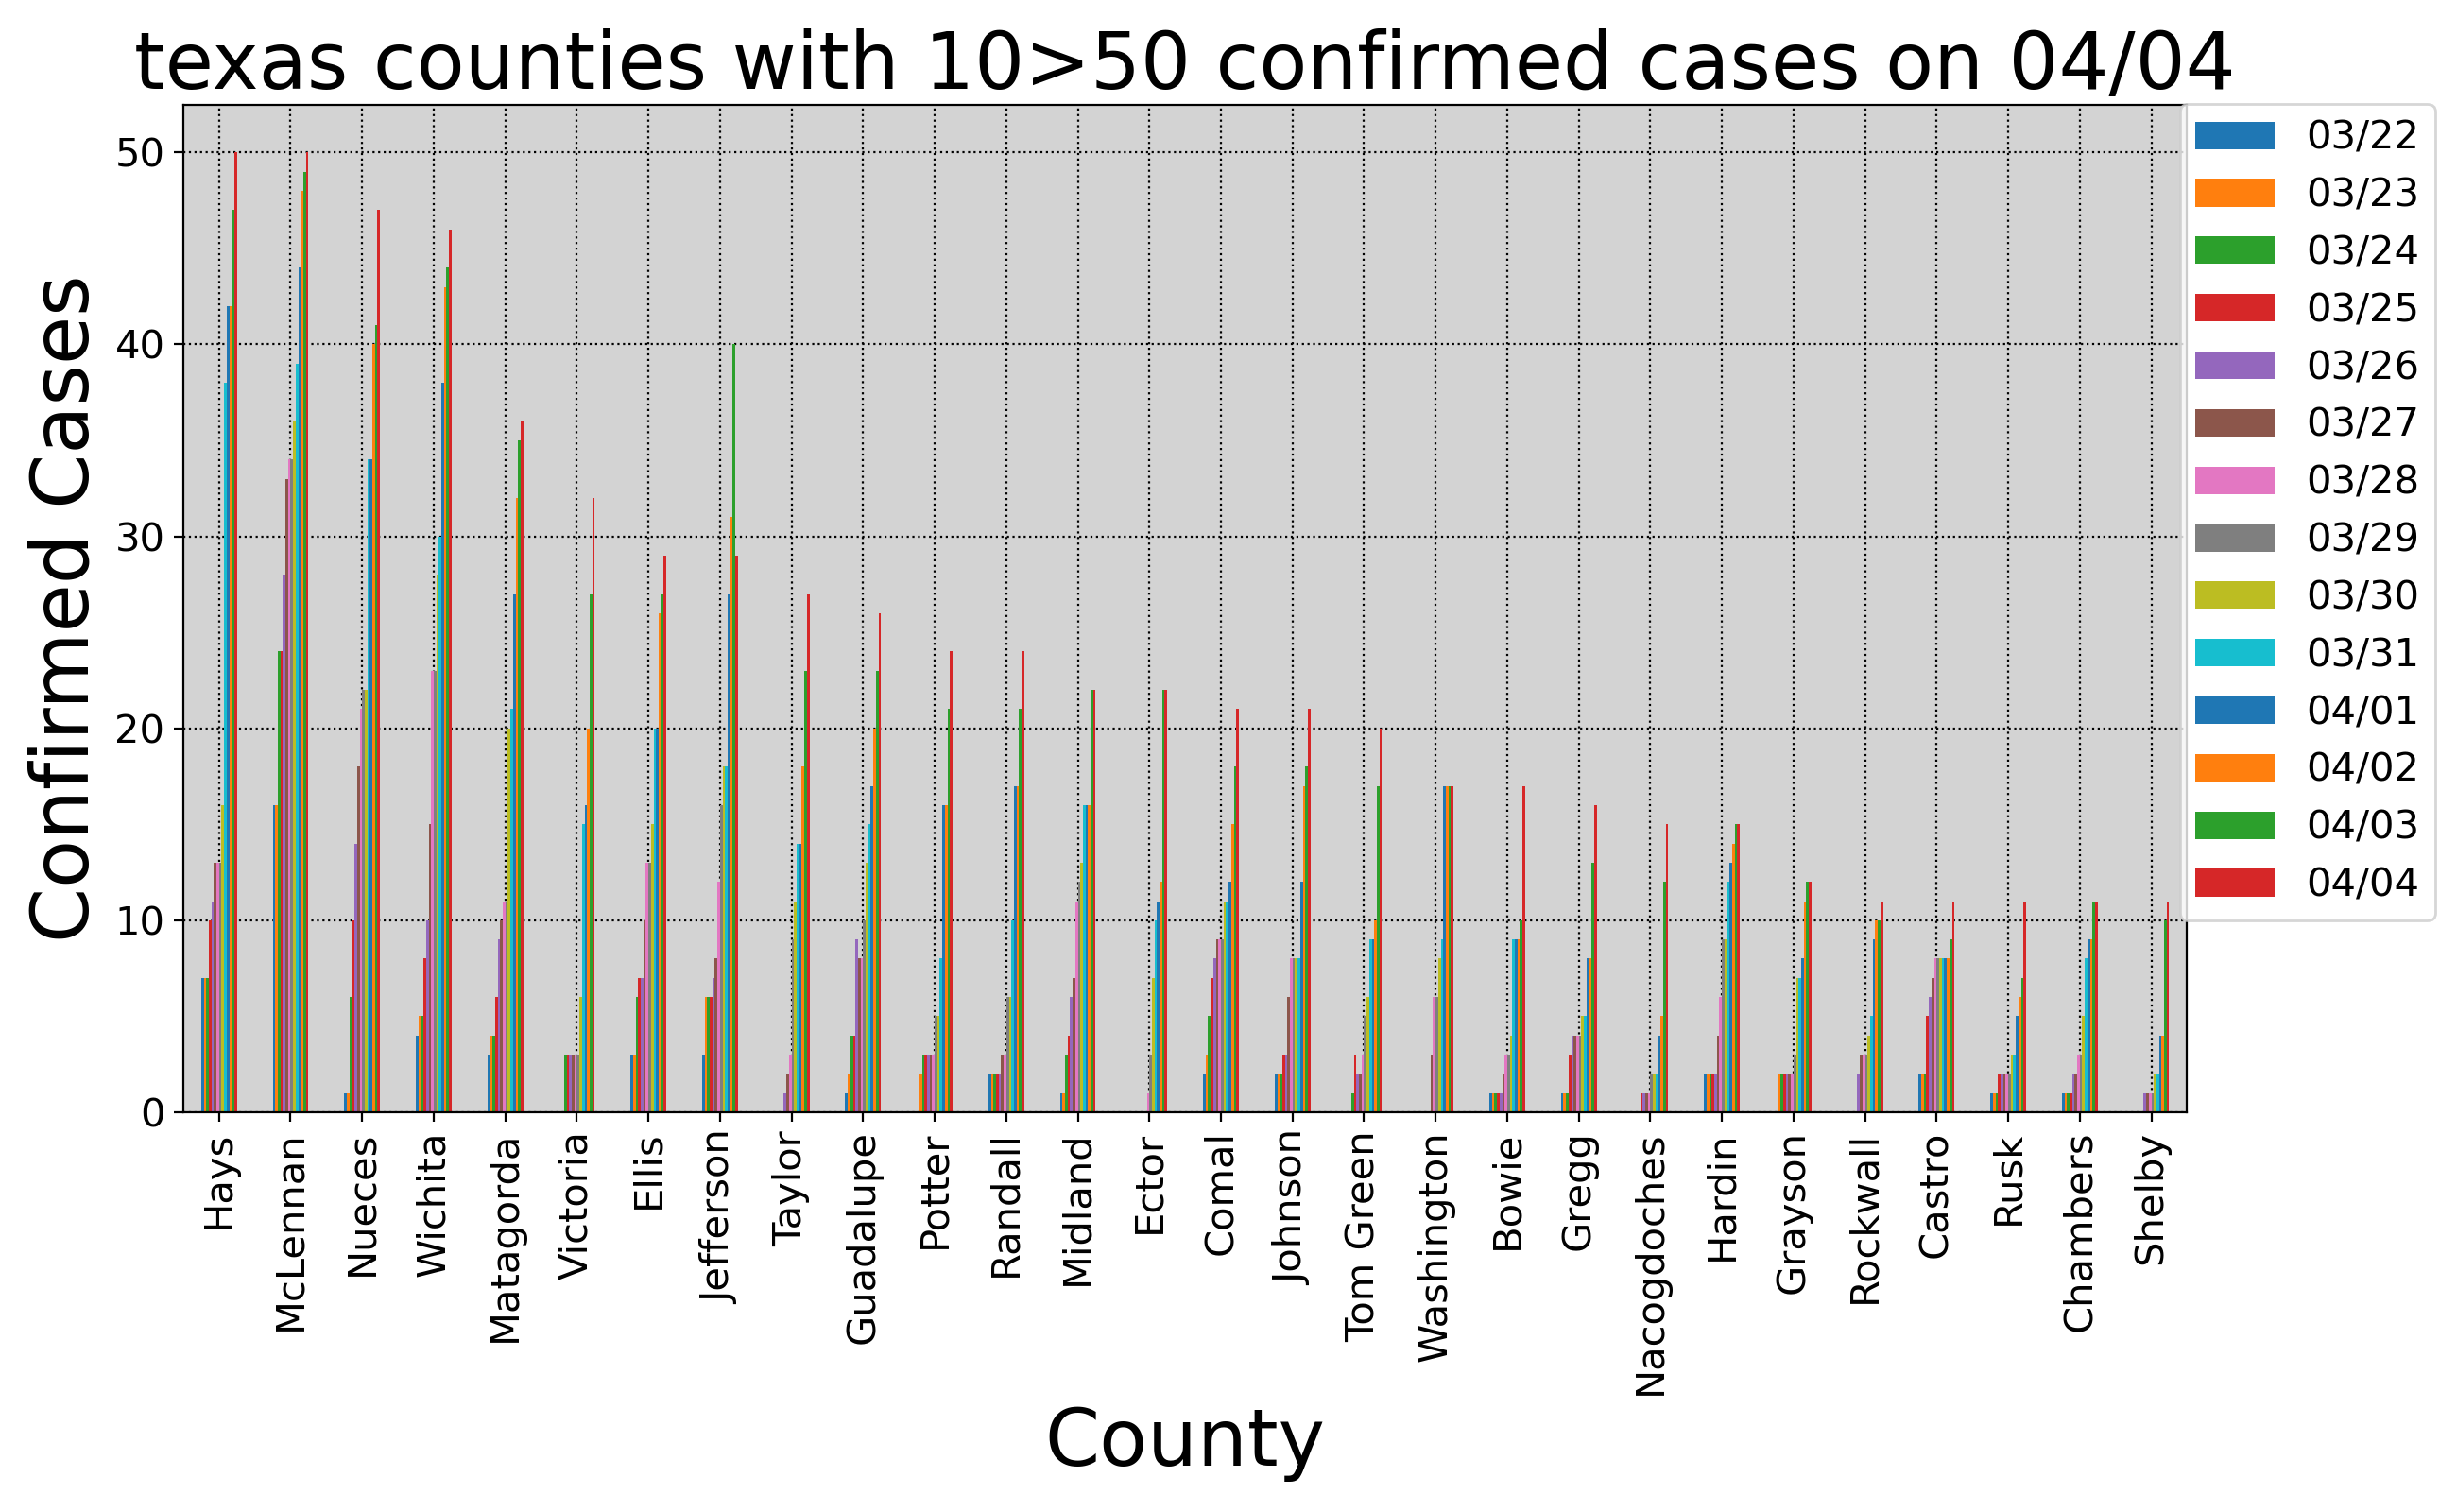 texas counties with 10>50 confirmed cases on 04/04
Confirmed Cases
50
40
30
20
10
0
03/22
03/23
03/24
03/25
03/26
03/27
03/28
03/29
03/30
03/31
04/01
04/02
04/03
04/04
Hays
McLennan
Nueces
Wichita
Matagorda
Victoria
Ellis
Jefferson
Taylor
Guadalupe
Potter
Randall
Midland
Ector
Comal
Johnson
Tom Green
Washington
Bowie
Gregg
Nacogdoches
Hardin
Grayson
Rockwall
Castro
Rusk
Chambers
Shelby
County